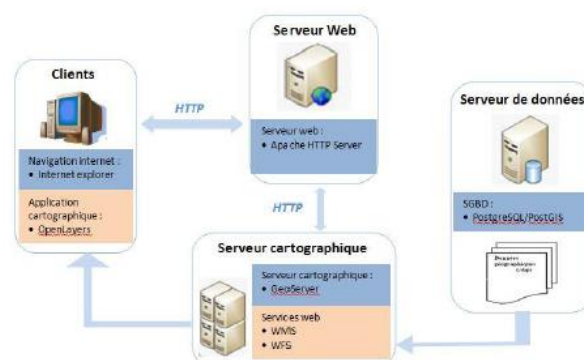 Clients
Navigation internet :
• Internet explorer
Application
cartographique :
• OpenLayers
HTTP
Serveur Web
Serveur web :
• Apache HTTP Server
HTTP
Serveur cartographique
Serveur cartographique :
• GeoServer
Services web
• WMS
• WFS
Serveur de données
SGBD :
• PostgreSQL/PostGIS